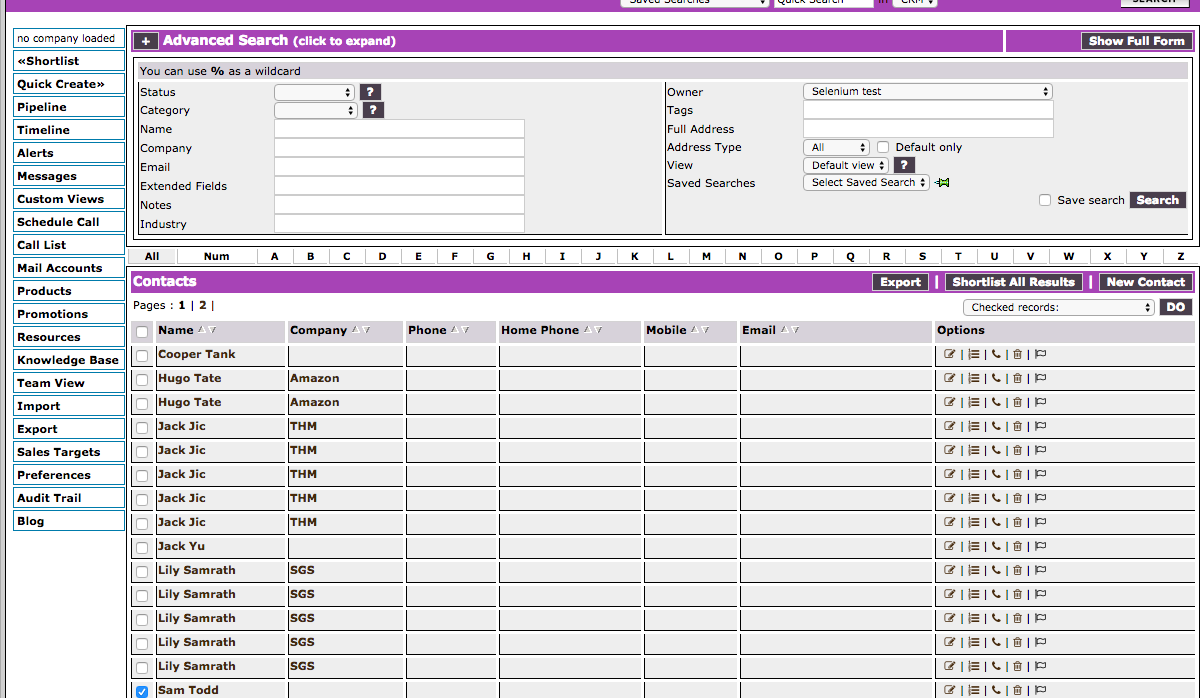 Saved Searches Quick Search in CRM SEARCH
no company loaded
«Shortlist
Quick Create»
Pipeline
Timeline
Alerts
Messages
Custom Views
Schedule Call
Call List
Mail Accounts
Products
Promotions
Resources
Knowledge Base
Team View
Import
Export
Sales Targets
Preferences
Audit Trail
Blog
+ Advanced Search (click to expand) Show Full Form
You can use % as a wildcard
Status ?
Category ?
Name
Company
Email
Extended Fields
Notes
Industry
Owner Selenium test
Tags
Full Address
Address Type All Default only
View Default view ?
Saved Searches Select Saved Search
Save search Search
All Num A B C D E F G H I J K L M N O P Q R S T U V W X Y Z
Contacts Export | Shortlist All Results | New Contact
Pages : 1 | 2 |
Checked records: DO
Name Company Phone Home Phone Mobile Email Options
Cooper Tank
Hugo Tate Amazon
Hugo Tate Amazon
Jack Jic THM
Jack Jic THM
Jack Jic THM
Jack Jic THM
Jack Jic THM
Jack Yu
Lily Samrath SGS
Lily Samrath SGS
Lily Samrath SGS
Lily Samrath SGS
Lily Samrath SGS
Sam Todd